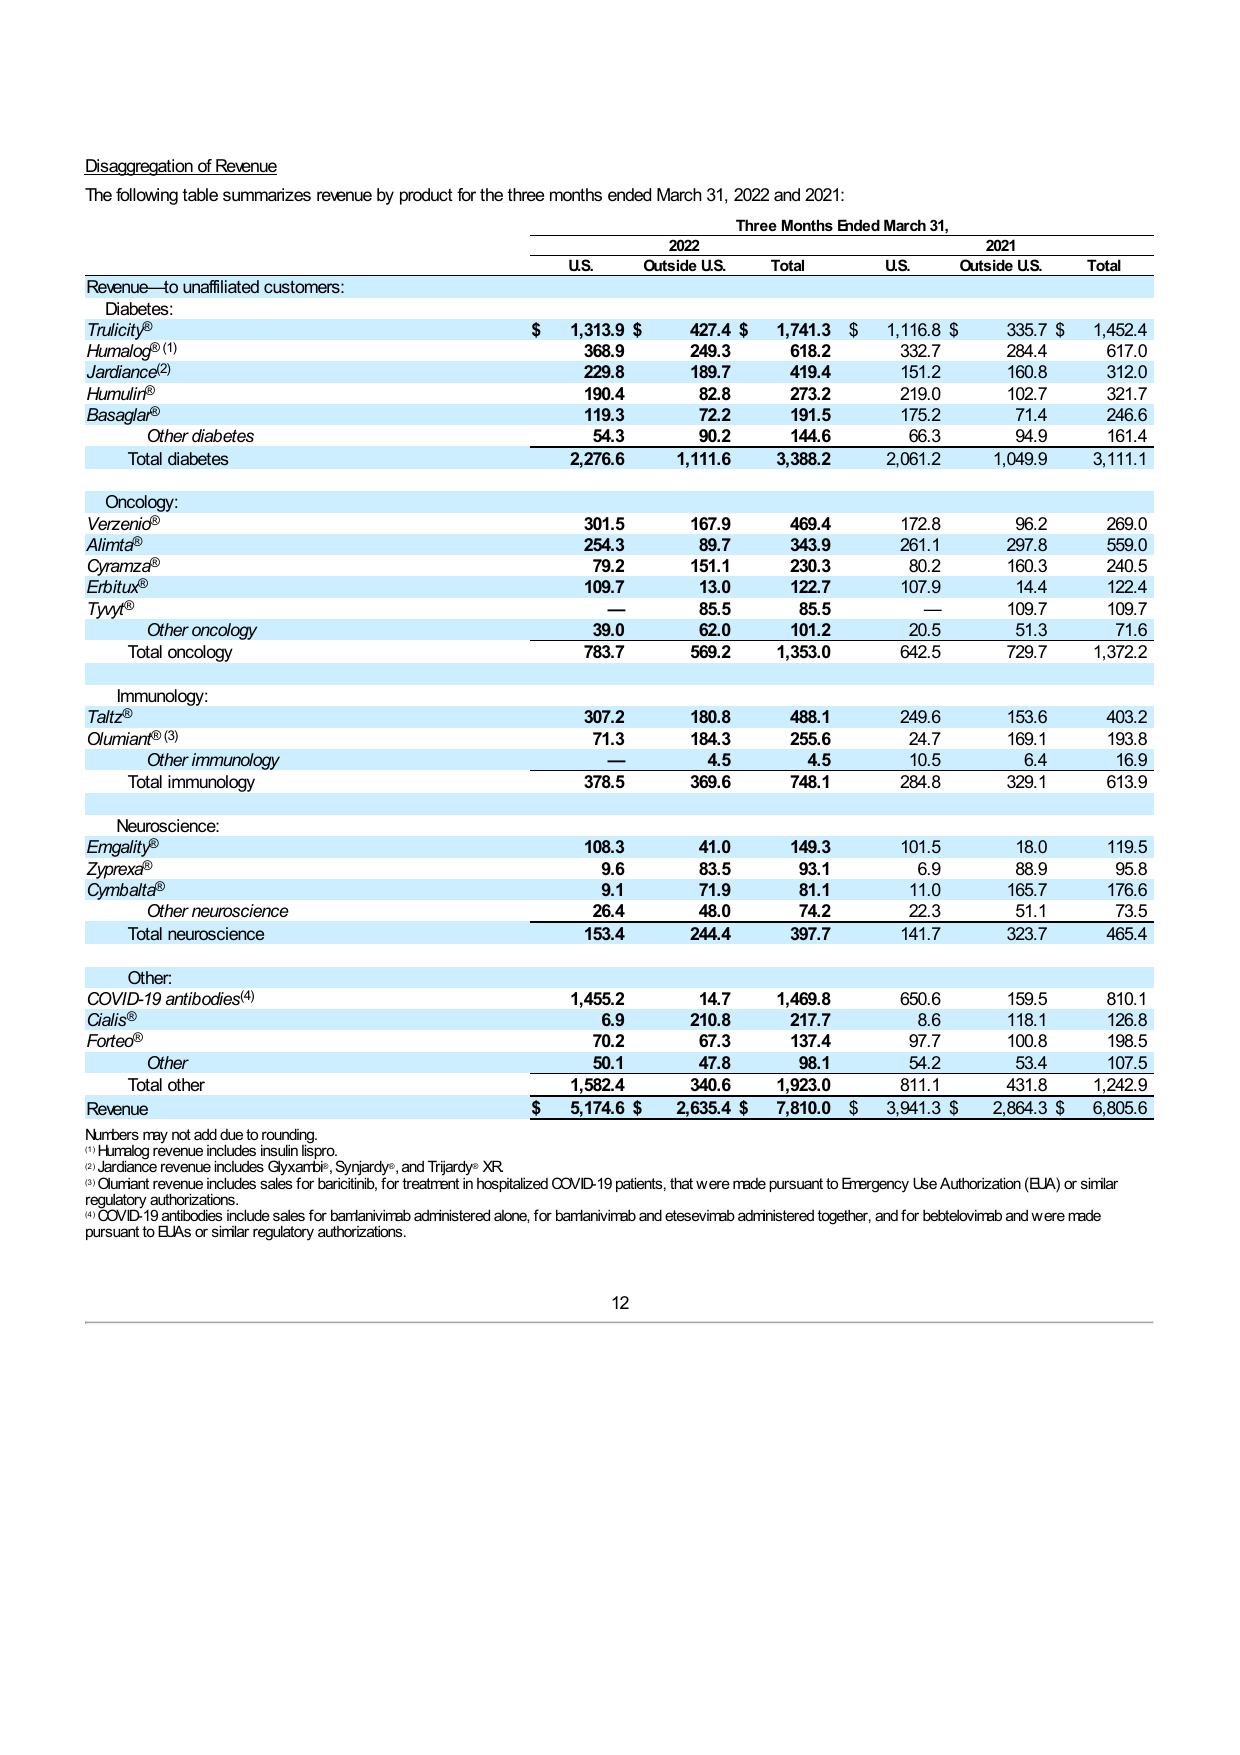 Disaggregation of Revenue
The following table summarizes revenue by product for the three months ended March 31, 2022 and 2021:
Three Months Ended March 31,
2022 2021
U.S. Outside U.S. Total U.S. Outside U.S. Total
Revenue—to unaffiliated customers:
Diabetes:
Trulicity® $ 1,313.9 $ 427.4 $ 1,741.3 $ 1,116.8 $ 335.7 $ 1,452.4
Humalog® (1) 368.9 249.3 618.2 332.7 284.4 617.0
Jardiance(2) 229.8 189.7 419.4 151.2 160.8 312.0
Humulin® 190.4 82.8 273.2 219.0 102.7 321.7
Basaglar® 119.3 72.2 191.5 175.2 71.4 246.6
Other diabetes 54.3 90.2 144.6 66.3 94.9 161.4
Total diabetes 2,276.6 1,111.6 3,388.2 2,061.2 1,049.9 3,111.1
Oncology:
Verzenio® 301.5 167.9 469.4 172.8 96.2 269.0
Alimta® 254.3 89.7 343.9 261.1 297.8 559.0
Cyramza® 79.2 151.1 230.3 80.2 160.3 240.5
Erbitux® 109.7 13.0 122.7 107.9 14.4 122.4
Tyvyt® — 85.5 85.5 — 109.7 109.7
Other oncology 39.0 62.0 101.2 20.5 51.3 71.6
Total oncology 783.7 569.2 1,353.0 642.5 729.7 1,372.2
Immunology:
Taltz® 307.2 180.8 488.1 249.6 153.6 403.2
Olumiant® (3) 71.3 184.3 255.6 24.7 169.1 193.8
Other immunology — 4.5 4.5 10.5 6.4 16.9
Total immunology 378.5 369.6 748.1 284.8 329.1 613.9
Neuroscience:
Emgality® 108.3 41.0 149.3 101.5 18.0 119.5
Zyprexa® 9.6 83.5 93.1 6.9 88.9 95.8
Cymbalta® 9.1 71.9 81.1 11.0 165.7 176.6
Other neuroscience 26.4 48.0 74.2 22.3 51.1 73.5
Total neuroscience 153.4 244.4 397.7 141.7 323.7 465.4
Other:
COVID-19 antibodies(4) 1,455.2 14.7 1,469.8 650.6 159.5 810.1
Cialis® 6.9 210.8 217.7 8.6 118.1 126.8
Forteo® 70.2 67.3 137.4 97.7 100.8 198.5
Other 50.1 47.8 98.1 54.2 53.4 107.5
Total other 1,582.4 340.6 1,923.0 811.1 431.8 1,242.9
Revenue $ 5,174.6 $ 2,635.4 $ 7,810.0 $ 3,941.3 $ 2,864.3 $ 6,805.6
Numbers may not add due to rounding.
(1) Humalog revenue includes insulin lispro.
(2) Jardiance revenue includes Glyxambi®, Synjardy®, and Trijardy® XR.
(3) Olumiant revenue includes sales for baricitinib, for treatment in hospitalized COVID-19 patients, that were made pursuant to Emergency Use Authorization (EUA) or similar
regulatory authorizations.
(4) COVID-19 antibodies include sales for bamlanivimab administered alone, for bamlanivimab and etesevimab administered together, and for bebtelovimab and were made
pursuant to EUAs or similar regulatory authorizations.
12